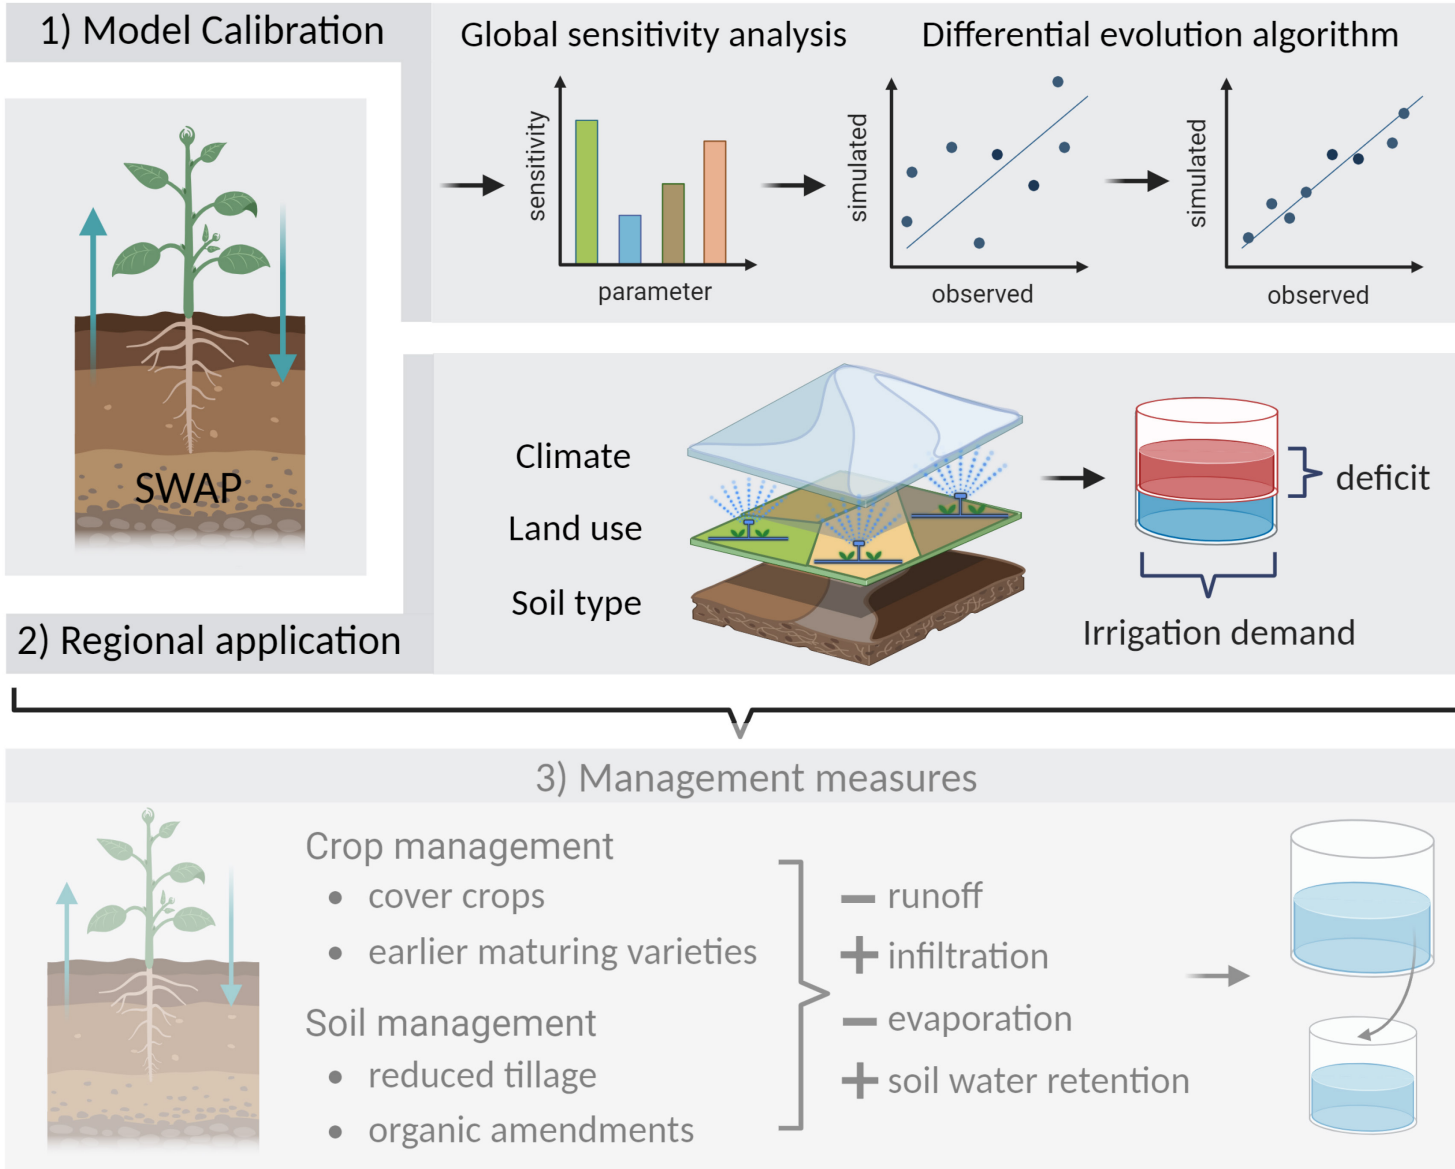 1) Model Calibration
Global sensitivity analysis
Differential evolution algorithm
sensitivity
parameter
simulated
observed
simulated
observed
SWAP
Climate
Land use
Soil type
deficit
Irrigation demand
2) Regional application
3) Management measures
Crop management
• cover crops
• earlier maturing varieties
Soil management
• reduced tillage
• organic amendments
− runoff
+ infiltration
− evaporation
+ soil water retention